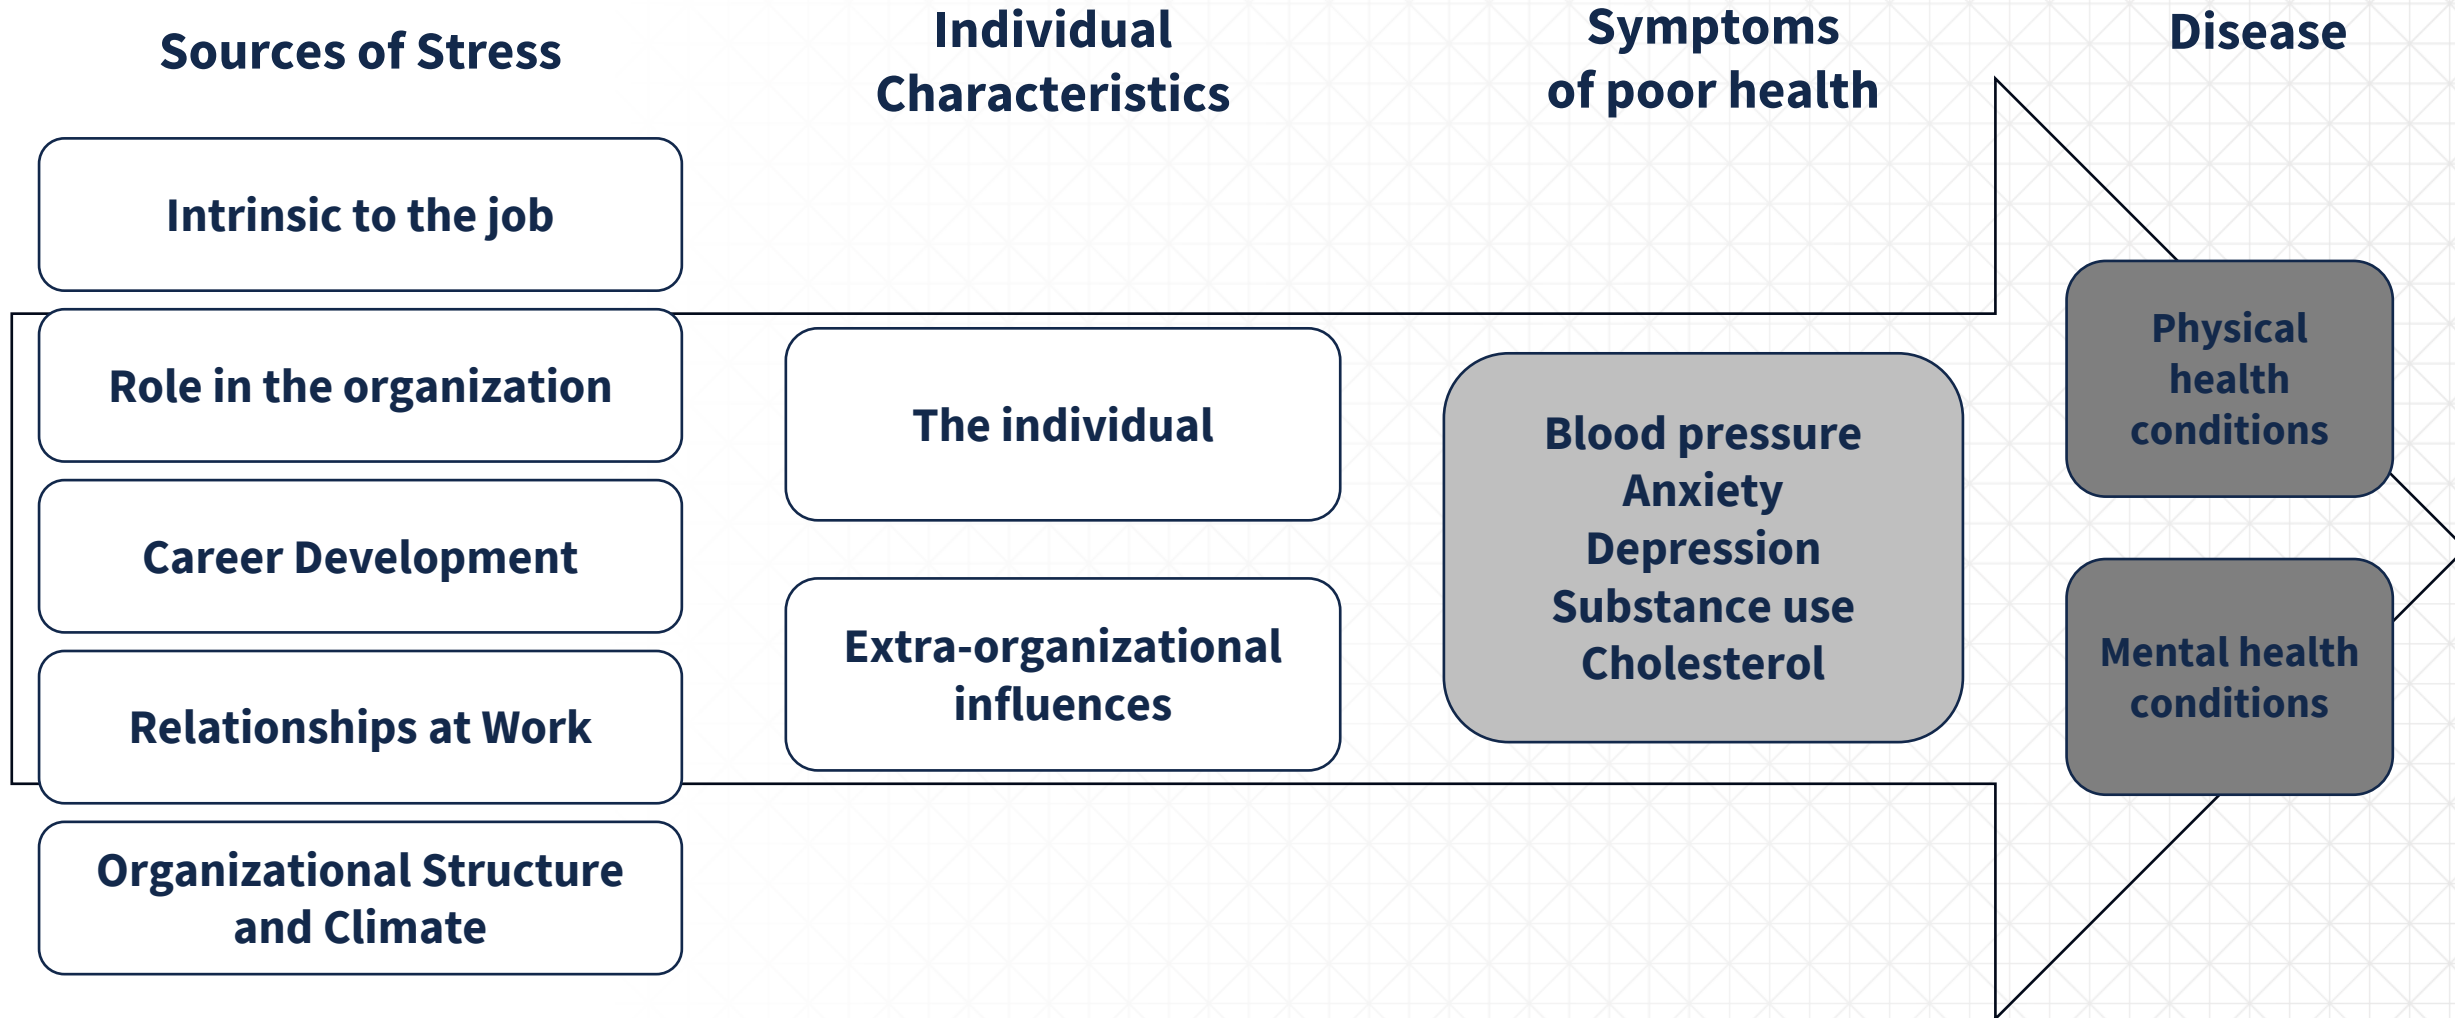 Sources of Stress
Intrinsic to the job
Role in the organization
Career Development
Relationships at Work
Organizational Structure
and Climate
Individual
Characteristics
The individual
Extra-organizational
influences
Symptoms
of poor health
Blood pressure
Anxiety
Depression
Substance use
Cholesterol
Disease
Physical
health
conditions
Mental health
conditions